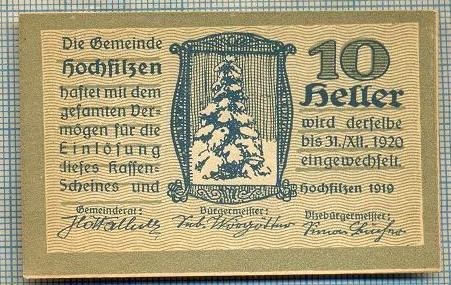 Die Gemeinde
Hochfilzen
haftet mit dem
gesamten Ver-
mögen für die
Einlösung
dieses Kassen-
Scheines und
10
Heller
wird derselbe
bis 31./XII. 1920
eingewechselt.
Hochfilzen 1919
Gemeinderat:
Bürgermeister:
Vizebürgermeister: